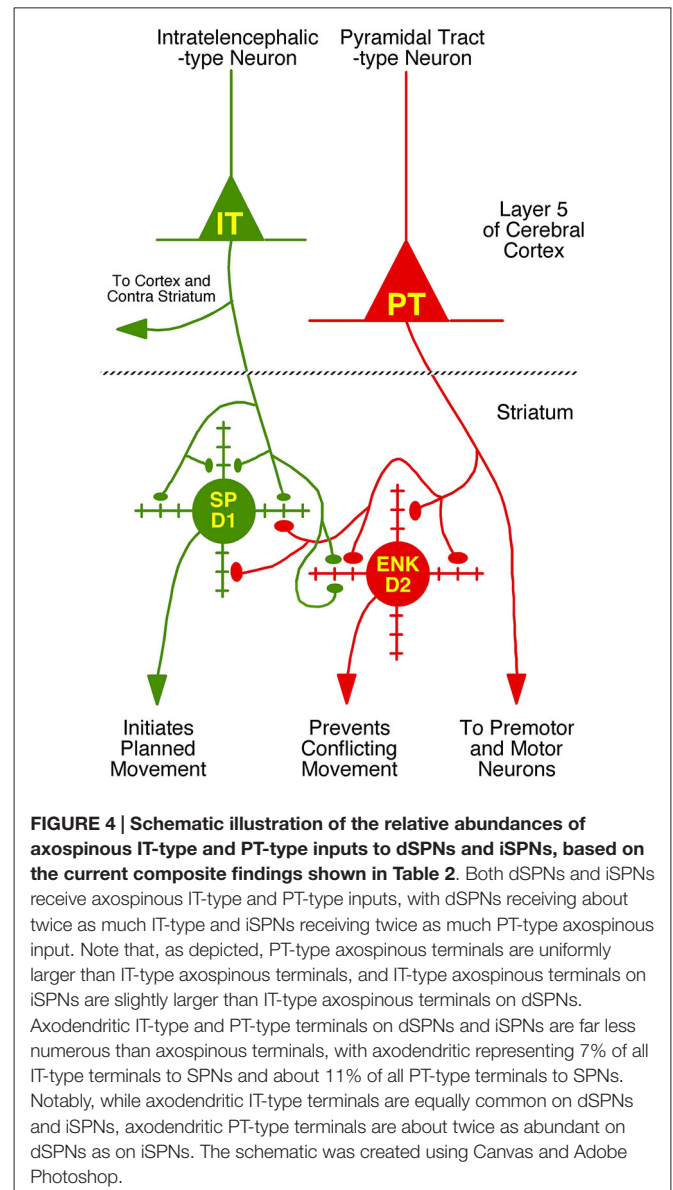 Intratelencephalic
-type Neuron
Pyramidal Tract
-type Neuron
IT
Layer 5
of Cerebral
Cortex
To Cortex and
Contra Striatum
PT
Striatum
SP
D1
ENK
D2
Initiates
Planned
Movement
Prevents
Conflicting
Movement
To Premotor
and Motor
Neurons
FIGURE 4 | Schematic illustration of the relative abundances of
axospinous IT-type and PT-type inputs to dSPNs and iSPNs, based on
the current composite findings shown in Table 2. Both dSPNs and iSPNs
receive axospinous IT-type and PT-type inputs, with dSPNs receiving about
twice as much IT-type and iSPNs receiving twice as much PT-type axospinous
input. Note that, as depicted, PT-type axospinous terminals are uniformly
larger than IT-type axospinous terminals, and IT-type axospinous terminals on
iSPNs are slightly larger than IT-type axospinous terminals on dSPNs.
Axodendritic IT-type and PT-type terminals on dSPNs and iSPNs are far less
numerous than axospinous terminals, with axodendritic representing 7% of all
IT-type terminals to SPNs and about 11% of all PT-type terminals to SPNs.
Notably, while axodendritic IT-type terminals are equally common on dSPNs
and iSPNs, axodendritic PT-type terminals are about twice as abundant on
dSPNs as on iSPNs. The schematic was created using Canvas and Adobe
Photoshop.